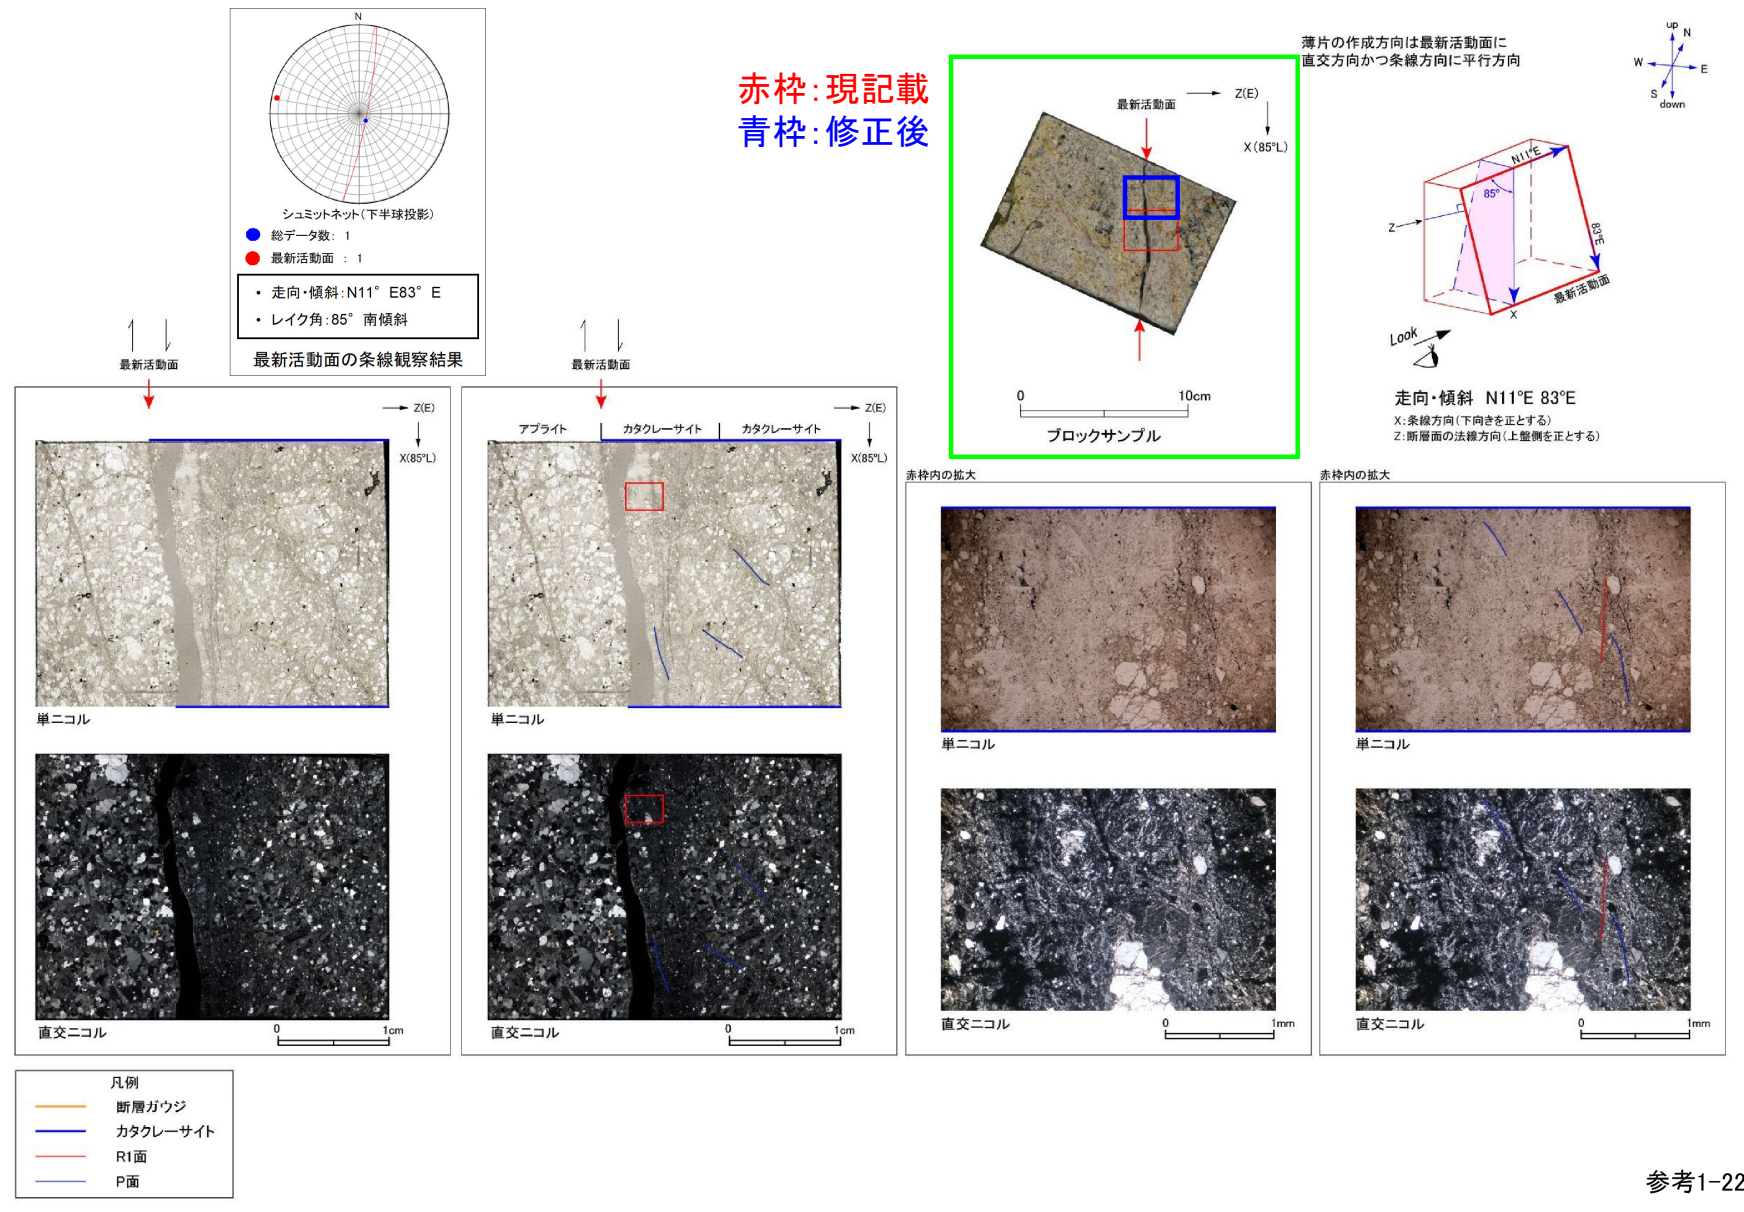 N
シュミットネット(下半球投影)
総データ数: 1
最新活動面 : 1
・ 走向・傾斜:N11° E83° E
・ レイク角:85° 南傾斜
最新活動面の条線観察結果
赤枠:現記載
青枠:修正後
最新活動面
Z(E)
X(85°L)
0
10cm
ブロックサンプル
薄片の作成方向は最新活動面に
直交方向かつ条線方向に平行方向
up
N
W
E
S
down
N11°E
85°
Z
83°E
最新活動面
X
Look
走向・傾斜 N11°E 83°E
X:条線方向(下向きを正とする)
Z:断層面の法線方向(上盤側を正とする)
最新活動面
Z(E)
X(85°L)
単ニコル
直交ニコル
0
1cm
最新活動面
Z(E)
アプライト
カタクレーサイト
カタクレーサイト
X(85°L)
単ニコル
直交ニコル
0
1cm
赤枠内の拡大
単ニコル
直交ニコル
0
1mm
赤枠内の拡大
単ニコル
直交ニコル
0
1mm
凡例
断層ガウジ
カタクレーサイト
R1面
P面
参考1-22